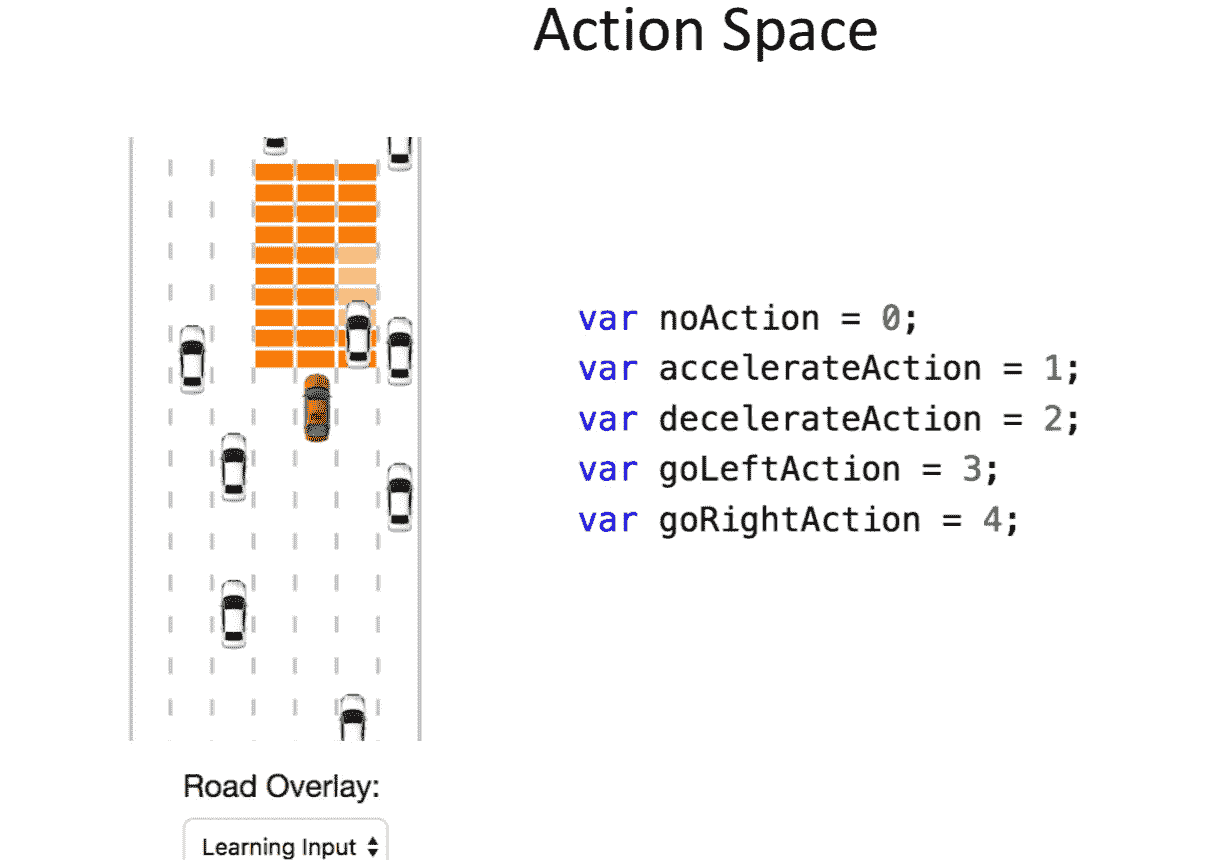 Action Space
var noAction = 0;
var accelerateAction = 1;
var decelerateAction = 2;
var goLeftAction = 3;
var goRightAction = 4;
Road Overlay:
Learning Input